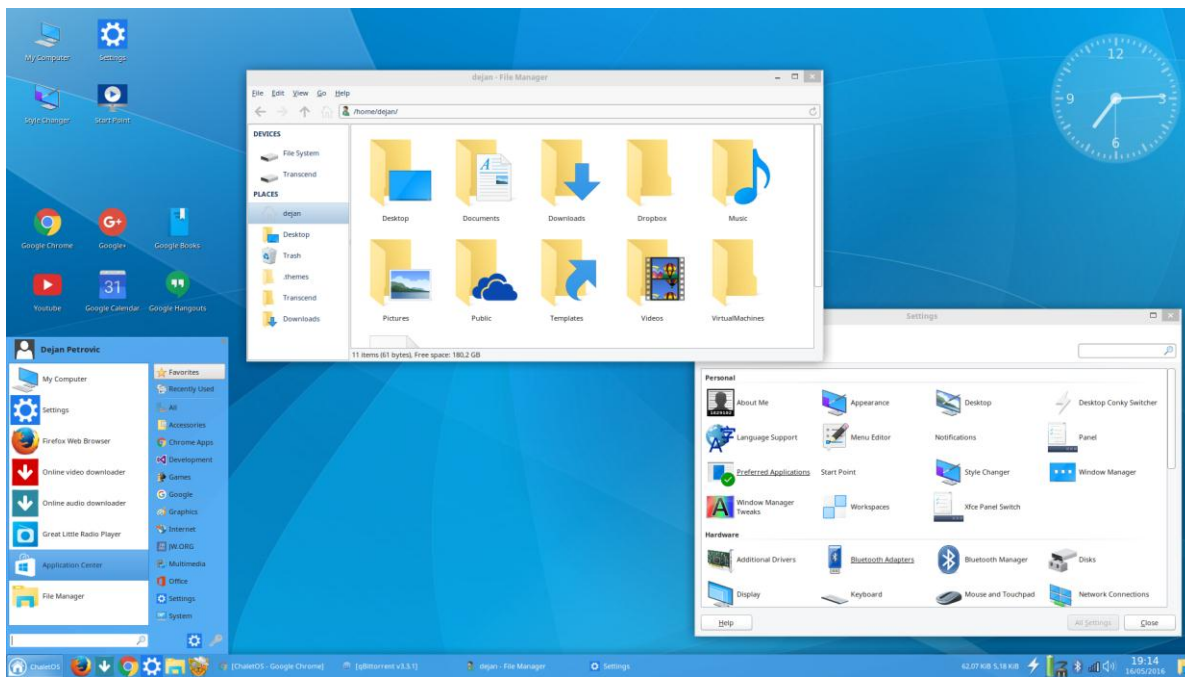 My Computer
Settings
Style Changer
Start Point
Google Chrome
Google+
Google Books
Youtube
Google Calendar
Google Hangouts
G+
31
12
3
6
9
dejan - File Manager
File Edit View Go Help
/home/dejan/
DEVICES
File System
Transcend
PLACES
dejan
Desktop
Trash
.themes
Transcend
Downloads
Desktop
Documents
Downloads
Dropbox
Music
Pictures
Public
Templates
Videos
VirtualMachines
11 items (61 bytes), Free space: 180,2 GB
Dejan Petrovic
My Computer
Settings
Firefox Web Browser
Online video downloader
Online audio downloader
Great Little Radio Player
Application Center
File Manager
Favorites
Recently Used
All
Accessories
Chrome Apps
Development
Games
Google
Graphics
Internet
JW.ORG
Multimedia
Office
Settings
System
Settings
Personal
About Me
Appearance
Desktop
Desktop Conky Switcher
Language Support
Menu Editor
Notifications
Panel
Preferred Applications
Start Point
Style Changer
Window Manager
Window Manager
Tweaks
Workspaces
Xfce Panel Switch
Hardware
Additional Drivers
Bluetooth Adapters
Bluetooth Manager
Disks
Display
Keyboard
Mouse and Touchpad
Network Connections
Help
All Settings
Close
ChaletOS
[ChaletOS - Google Chrome]
[qBittorrent v3.3.1]
dejan - File Manager
Settings
62,07 KiB 5,18 KiB
19:14
16/05/2016